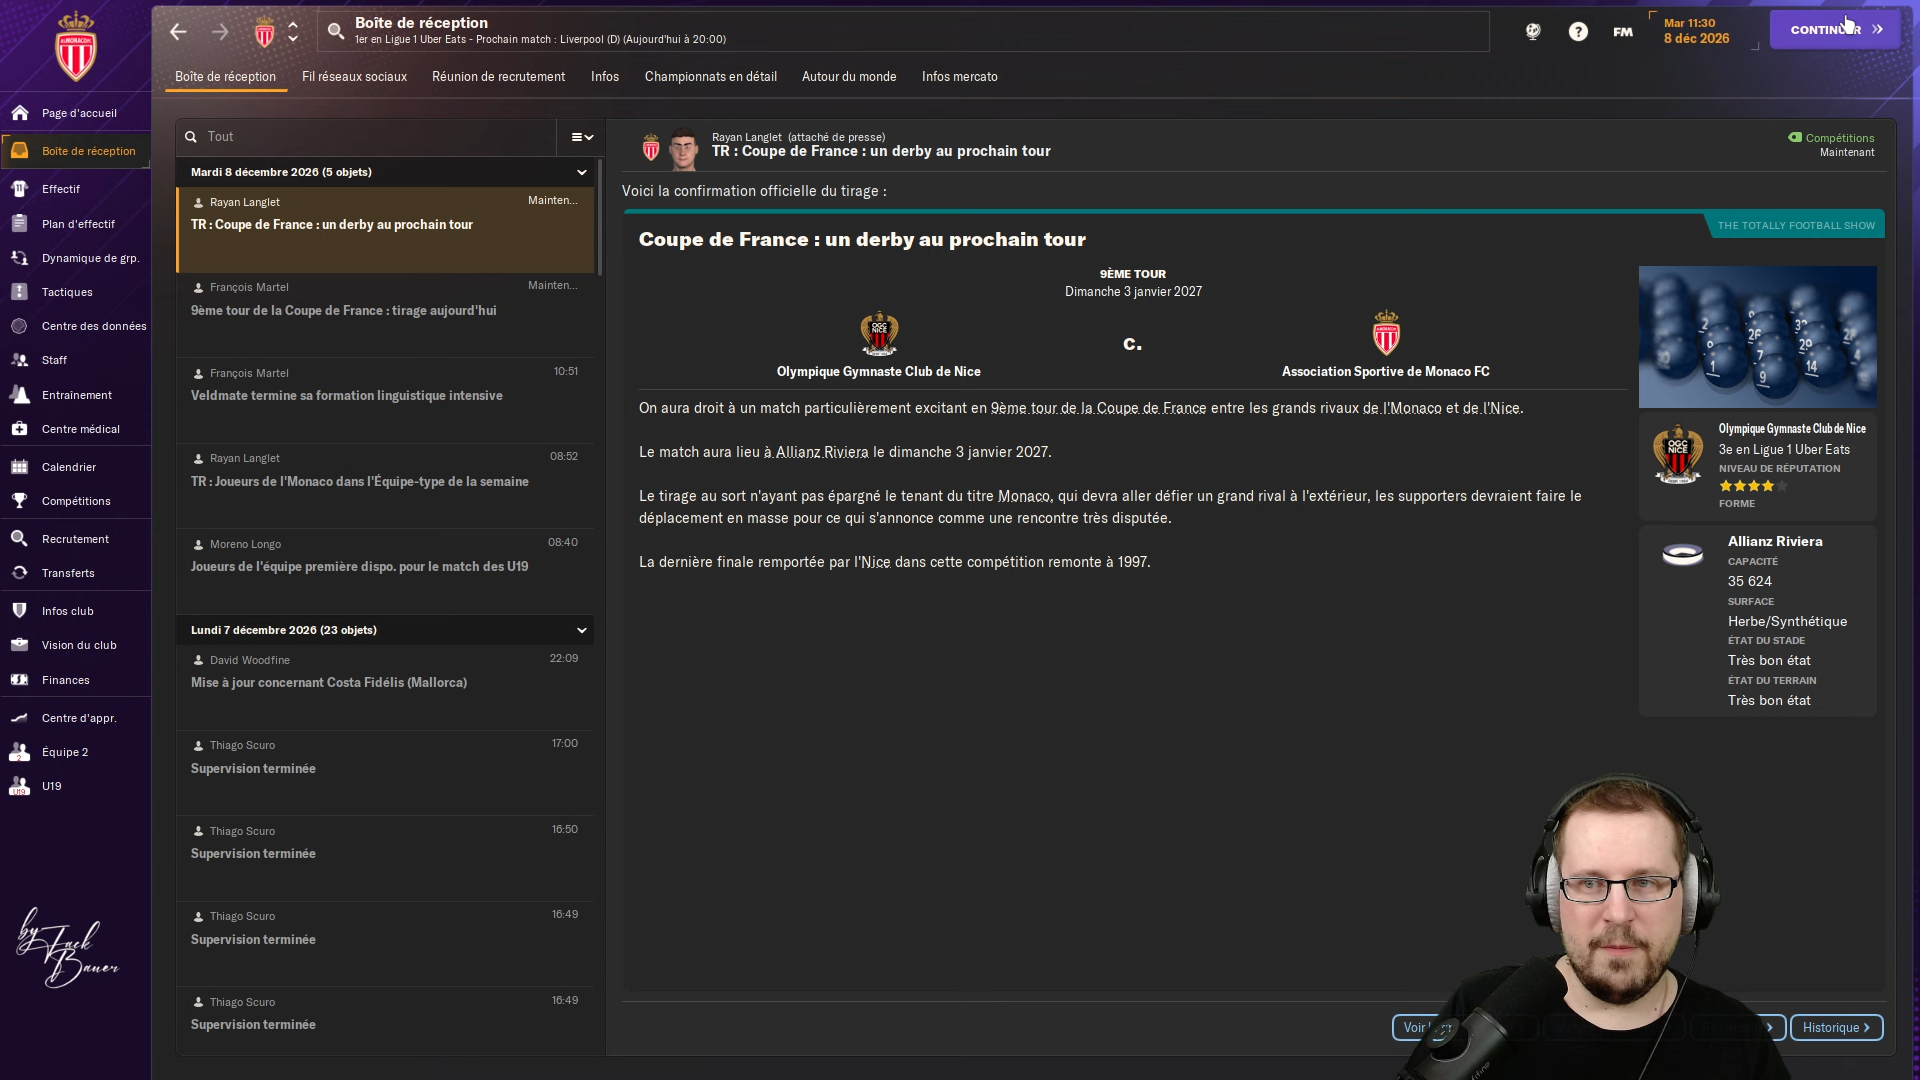 Boîte de réception
1er en Ligue 1 Uber Eats - Prochain match : Liverpool (D) (Aujourd'hui à 20:00)
FM
Mar 11:30
8 déc 2026
CONTINUER
Boîte de réception
Fil réseaux sociaux
Réunion de recrutement
Infos
Championnats en détail
Autour du monde
Infos mercato
Page d'accueil
Boîte de réception
Effectif
Plan d'effectif
Dynamique de grp.
Tactiques
Centre des données
Staff
Entraînement
Centre médical
Calendrier
Compétitions
Recrutement
Transferts
Infos club
Vision du club
Finances
Centre d'appr.
Équipe 2
U19
by Jack Bauer
Tout
Mardi 8 décembre 2026 (5 objets)
Rayan Langlet
Mainten...
TR : Coupe de France : un derby au prochain tour
François Martel
Mainten...
9ème tour de la Coupe de France : tirage aujourd'hui
François Martel
10:51
Veldmate termine sa formation linguistique intensive
Rayan Langlet
08:52
TR : Joueurs de l'Monaco dans l'Équipe-type de la semaine
Moreno Longo
08:40
Joueurs de l'équipe première dispo. pour le match des U19
Lundi 7 décembre 2026 (23 objets)
David Woodfine
22:09
Mise à jour concernant Costa Fidélis (Mallorca)
Thiago Scuro
17:00
Supervision terminée
Thiago Scuro
16:50
Supervision terminée
Thiago Scuro
16:49
Supervision terminée
Thiago Scuro
16:49
Supervision terminée
Rayan Langlet (attaché de presse)
TR : Coupe de France : un derby au prochain tour
Compétitions
Maintenant
Voici la confirmation officielle du tirage :
THE TOTALLY FOOTBALL SHOW
Coupe de France : un derby au prochain tour
9ÈME TOUR
Dimanche 3 janvier 2027
c.
Olympique Gymnaste Club de Nice
Association Sportive de Monaco FC
On aura droit à un match particulièrement excitant en 9ème tour de la Coupe de France entre les grands rivaux de l'Monaco et de l'Nice.
Le match aura lieu à Allianz Riviera le dimanche 3 janvier 2027.
Le tirage au sort n'ayant pas épargné le tenant du titre Monaco, qui devra aller défier un grand rival à l'extérieur, les supporters devraient faire le
déplacement en masse pour ce qui s'annonce comme une rencontre très disputée.
La dernière finale remportée par l'Nice dans cette compétition remonte à 1997.
Olympique Gymnaste Club de Nice
3e en Ligue 1 Uber Eats
NIVEAU DE RÉPUTATION
FORME
Allianz Riviera
CAPACITÉ
35 624
SURFACE
Herbe/Synthétique
ÉTAT DU STADE
Très bon état
ÉTAT DU TERRAIN
Très bon état
Voir
Historique